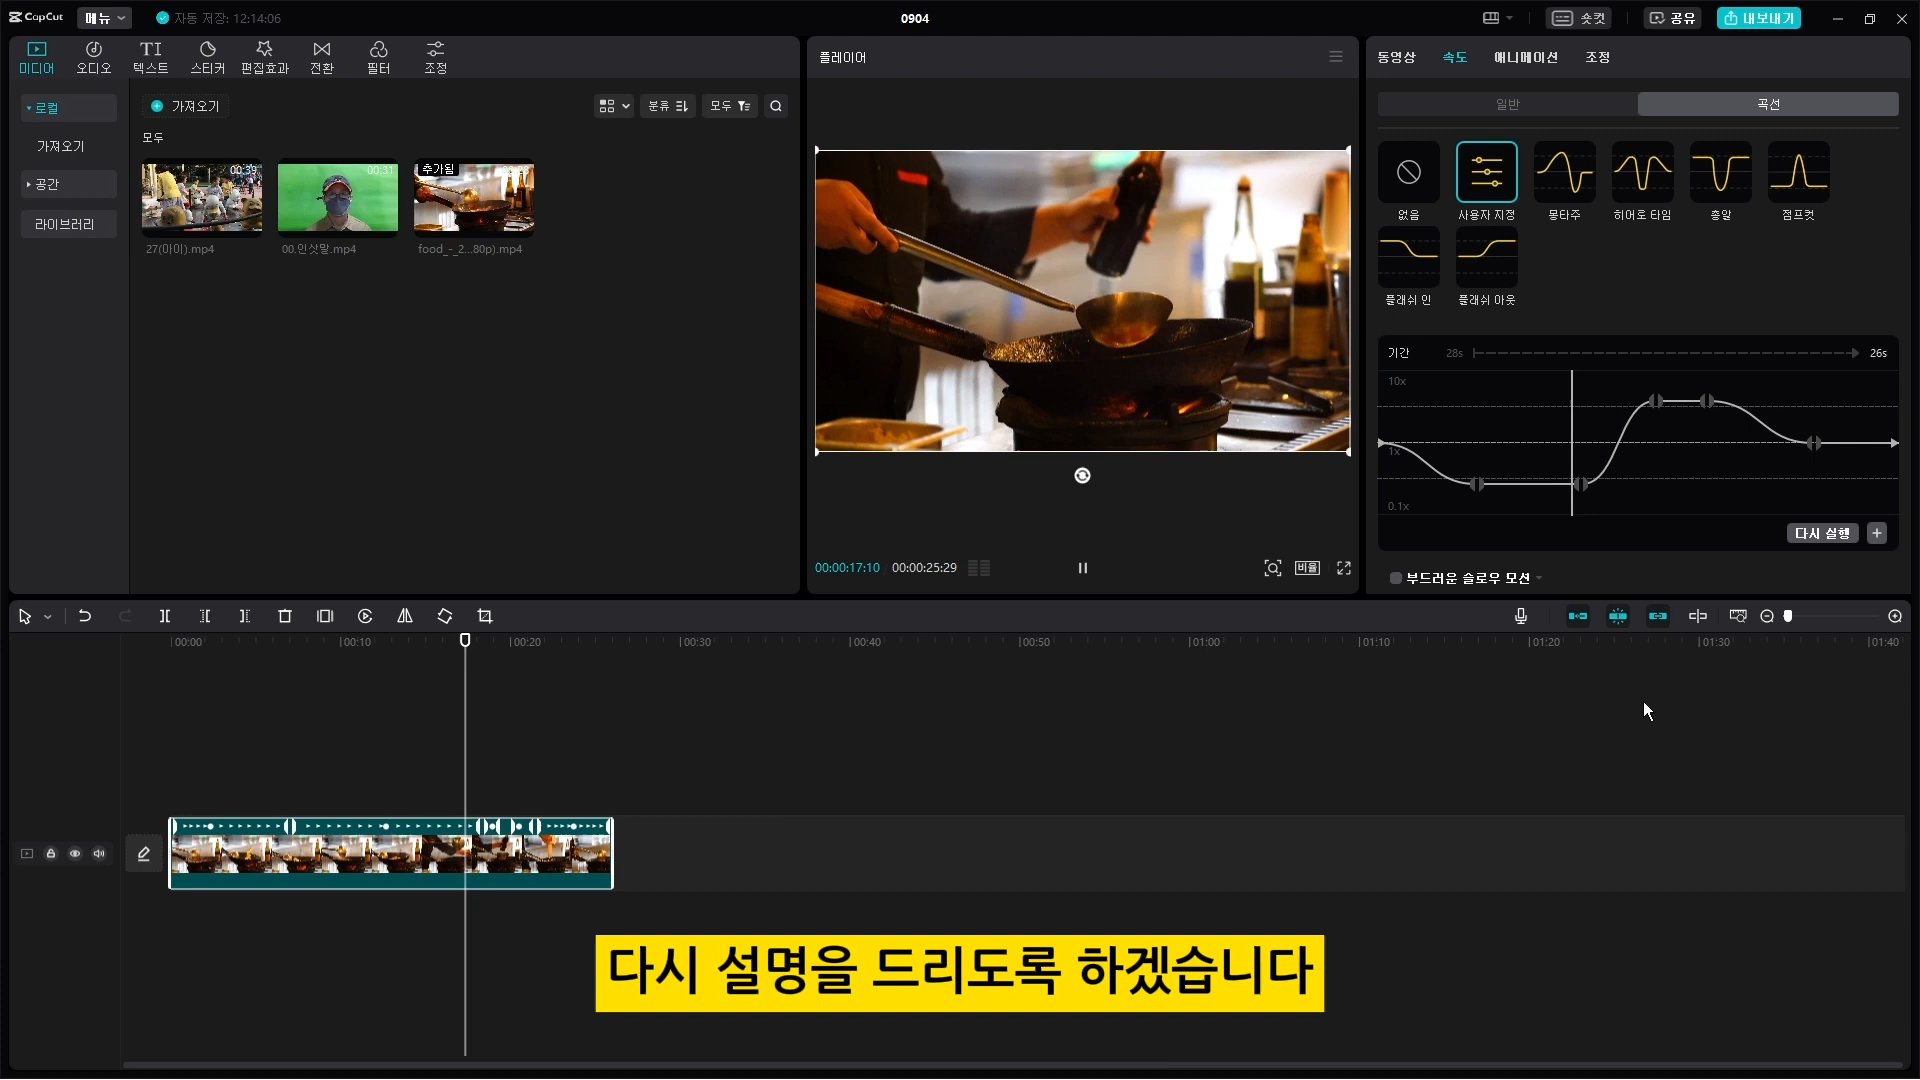 CapCut
메뉴
자동 저장: 12:14:06
0904
숏컷
공유
내보내기
미디어
오디오
텍스트
스티커
편집효과
전환
필터
조정
로컬
가져오기
공간
라이브러리
가져오기
분류
모두
모두
00:39
27(아이).mp4
00:31
00.인삿말.mp4
추가됨
food_-_2...80p).mp4
플레이어
00:00:17:10
00:00:25:29
비율
동영상
속도
애니메이션
조정
일반
곡선
없음
사용자 지정
몽타주
히어로 타임
총알
점프컷
플래쉬 인
플래쉬 아웃
기간
28s
26s
10x
1x
0.1x
다시 실행
부드러운 슬로우 모션
00:00
00:10
00:20
00:30
00:40
00:50
01:00
01:10
01:20
01:30
01:40
다시 설명을 드리도록 하겠습니다